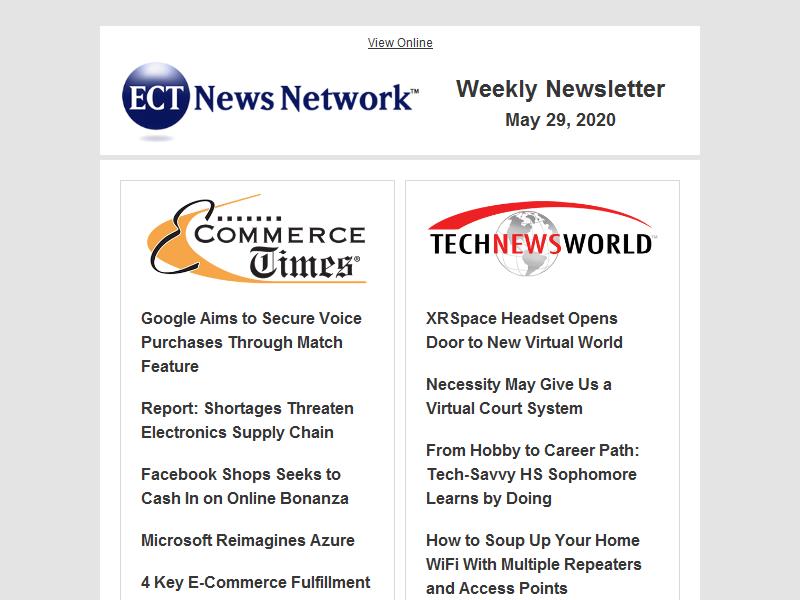 View Online
ECT News Network™
Weekly Newsletter
May 29, 2020
E COMMERCE
Times®
TECHNEWSWORLD™
Google Aims to Secure Voice
Purchases Through Match
Feature
Report: Shortages Threaten
Electronics Supply Chain
Facebook Shops Seeks to
Cash In on Online Bonanza
Microsoft Reimagines Azure
4 Key E-Commerce Fulfillment
XRSpace Headset Opens
Door to New Virtual World
Necessity May Give Us a
Virtual Court System
From Hobby to Career Path:
Tech-Savvy HS Sophomore
Learns by Doing
How to Soup Up Your Home
WiFi With Multiple Repeaters
and Access Points